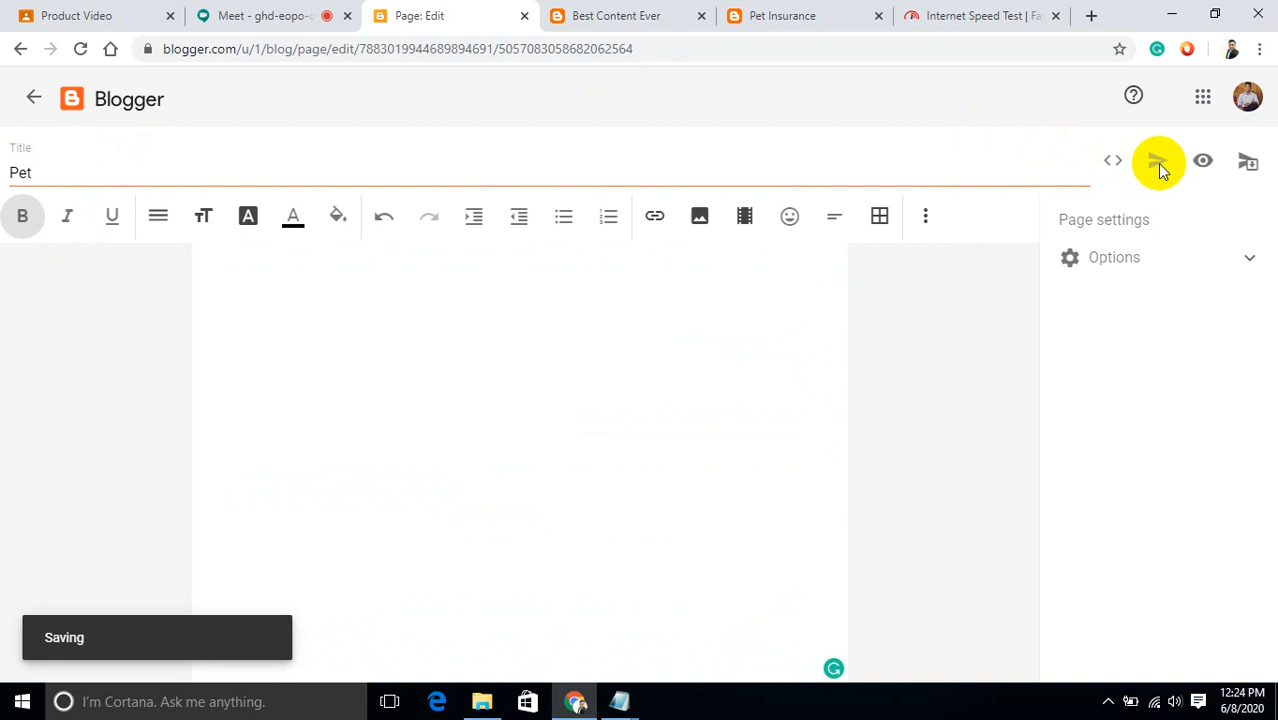 Product Video
Meet - ghd-eopo-c
Page: Edit
Best Content Ever
Pet Insurance
Internet Speed Test | Fa
blogger.com/u/1/blog/page/edit/7883019944689894691/5057083058682062564
Blogger
Title
Pet
Page settings
Options
Saving
I'm Cortana. Ask me anything.
12:24 PM
6/8/2020